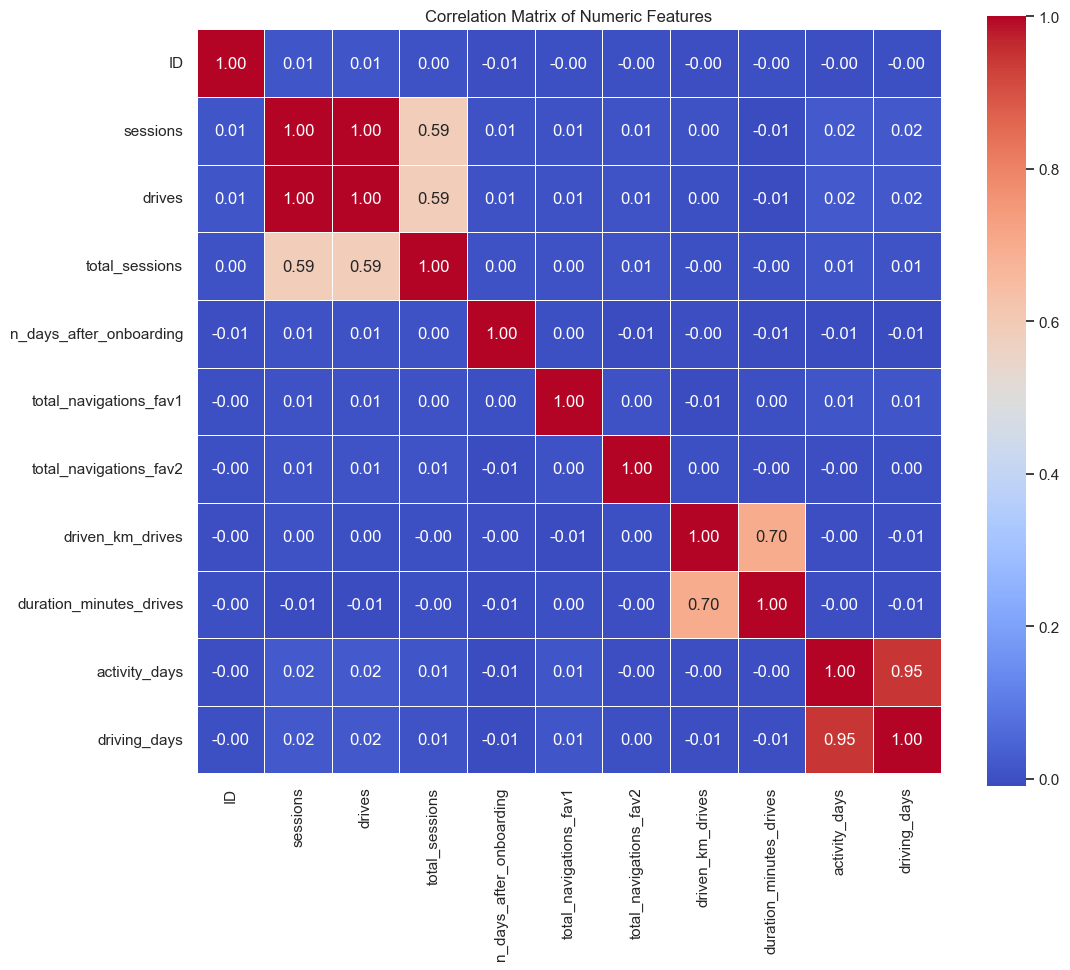 Correlation Matrix of Numeric Features
ID 1.00 0.01 0.01 0.00 -0.01 -0.00 -0.00 -0.00 -0.00 -0.00 -0.00
sessions 0.01 1.00 1.00 0.59 0.01 0.01 0.01 0.00 -0.01 0.02 0.02
drives 0.01 1.00 1.00 0.59 0.01 0.01 0.01 0.00 -0.01 0.02 0.02
total_sessions 0.00 0.59 0.59 1.00 0.00 0.00 0.01 -0.00 -0.00 0.01 0.01
n_days_after_onboarding -0.01 0.01 0.01 0.00 1.00 0.00 -0.01 -0.00 -0.01 -0.01 -0.01
total_navigations_fav1 -0.00 0.01 0.01 0.00 0.00 1.00 0.00 -0.01 0.00 0.01 0.01
total_navigations_fav2 -0.00 0.01 0.01 0.01 -0.01 0.00 1.00 0.00 -0.00 -0.00 0.00
driven_km_drives -0.00 0.00 0.00 -0.00 -0.00 -0.01 0.00 1.00 0.70 -0.00 -0.01
duration_minutes_drives -0.00 -0.01 -0.01 -0.00 -0.01 0.00 -0.00 0.70 1.00 -0.00 -0.01
activity_days -0.00 0.02 0.02 0.01 -0.01 0.01 -0.00 -0.00 -0.00 1.00 0.95
driving_days -0.00 0.02 0.02 0.01 -0.01 0.01 0.00 -0.01 -0.01 0.95 1.00
ID
sessions
drives
total_sessions
n_days_after_onboarding
total_navigations_fav1
total_navigations_fav2
driven_km_drives
duration_minutes_drives
activity_days
driving_days
1.0
0.8
0.6
0.4
0.2
0.0